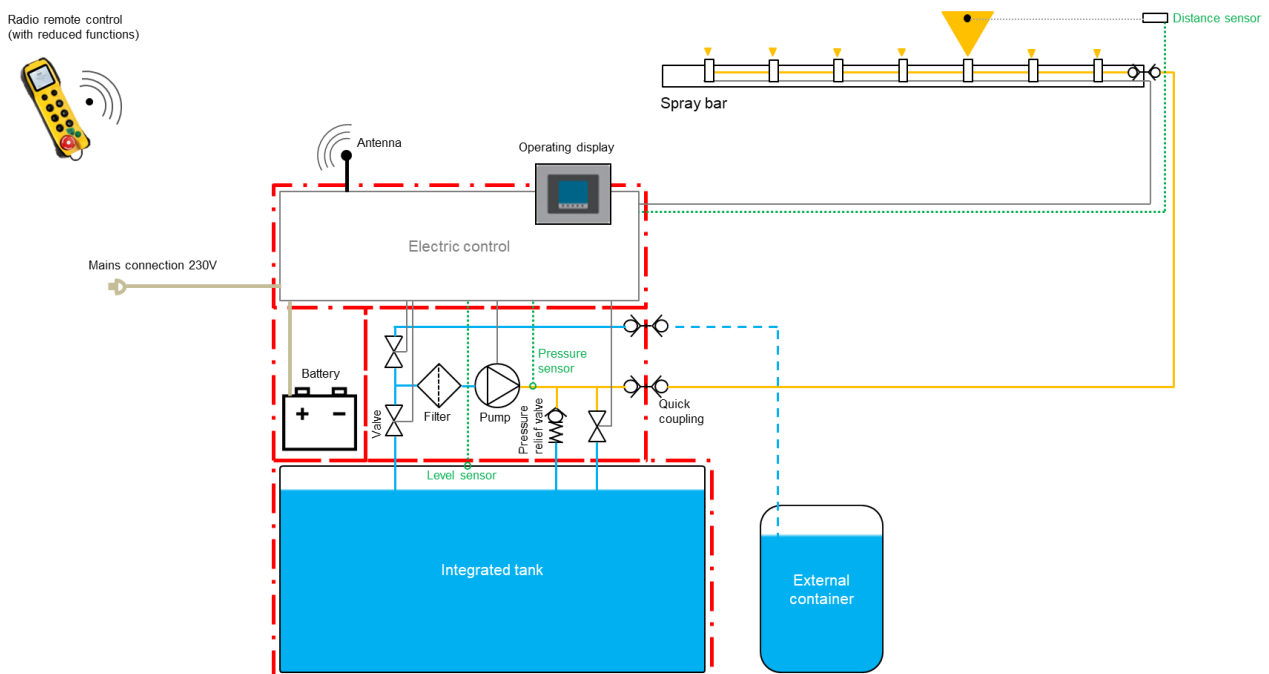 Radio remote control
(with reduced functions)
Distance sensor
Spray bar
Antenna
Operating display
Electric control
Mains connection 230V
Pressure
sensor
Battery
Valve
Filter
Pump
Pressure
relief valve
Quick
coupling
Level sensor
Integrated tank
External
container